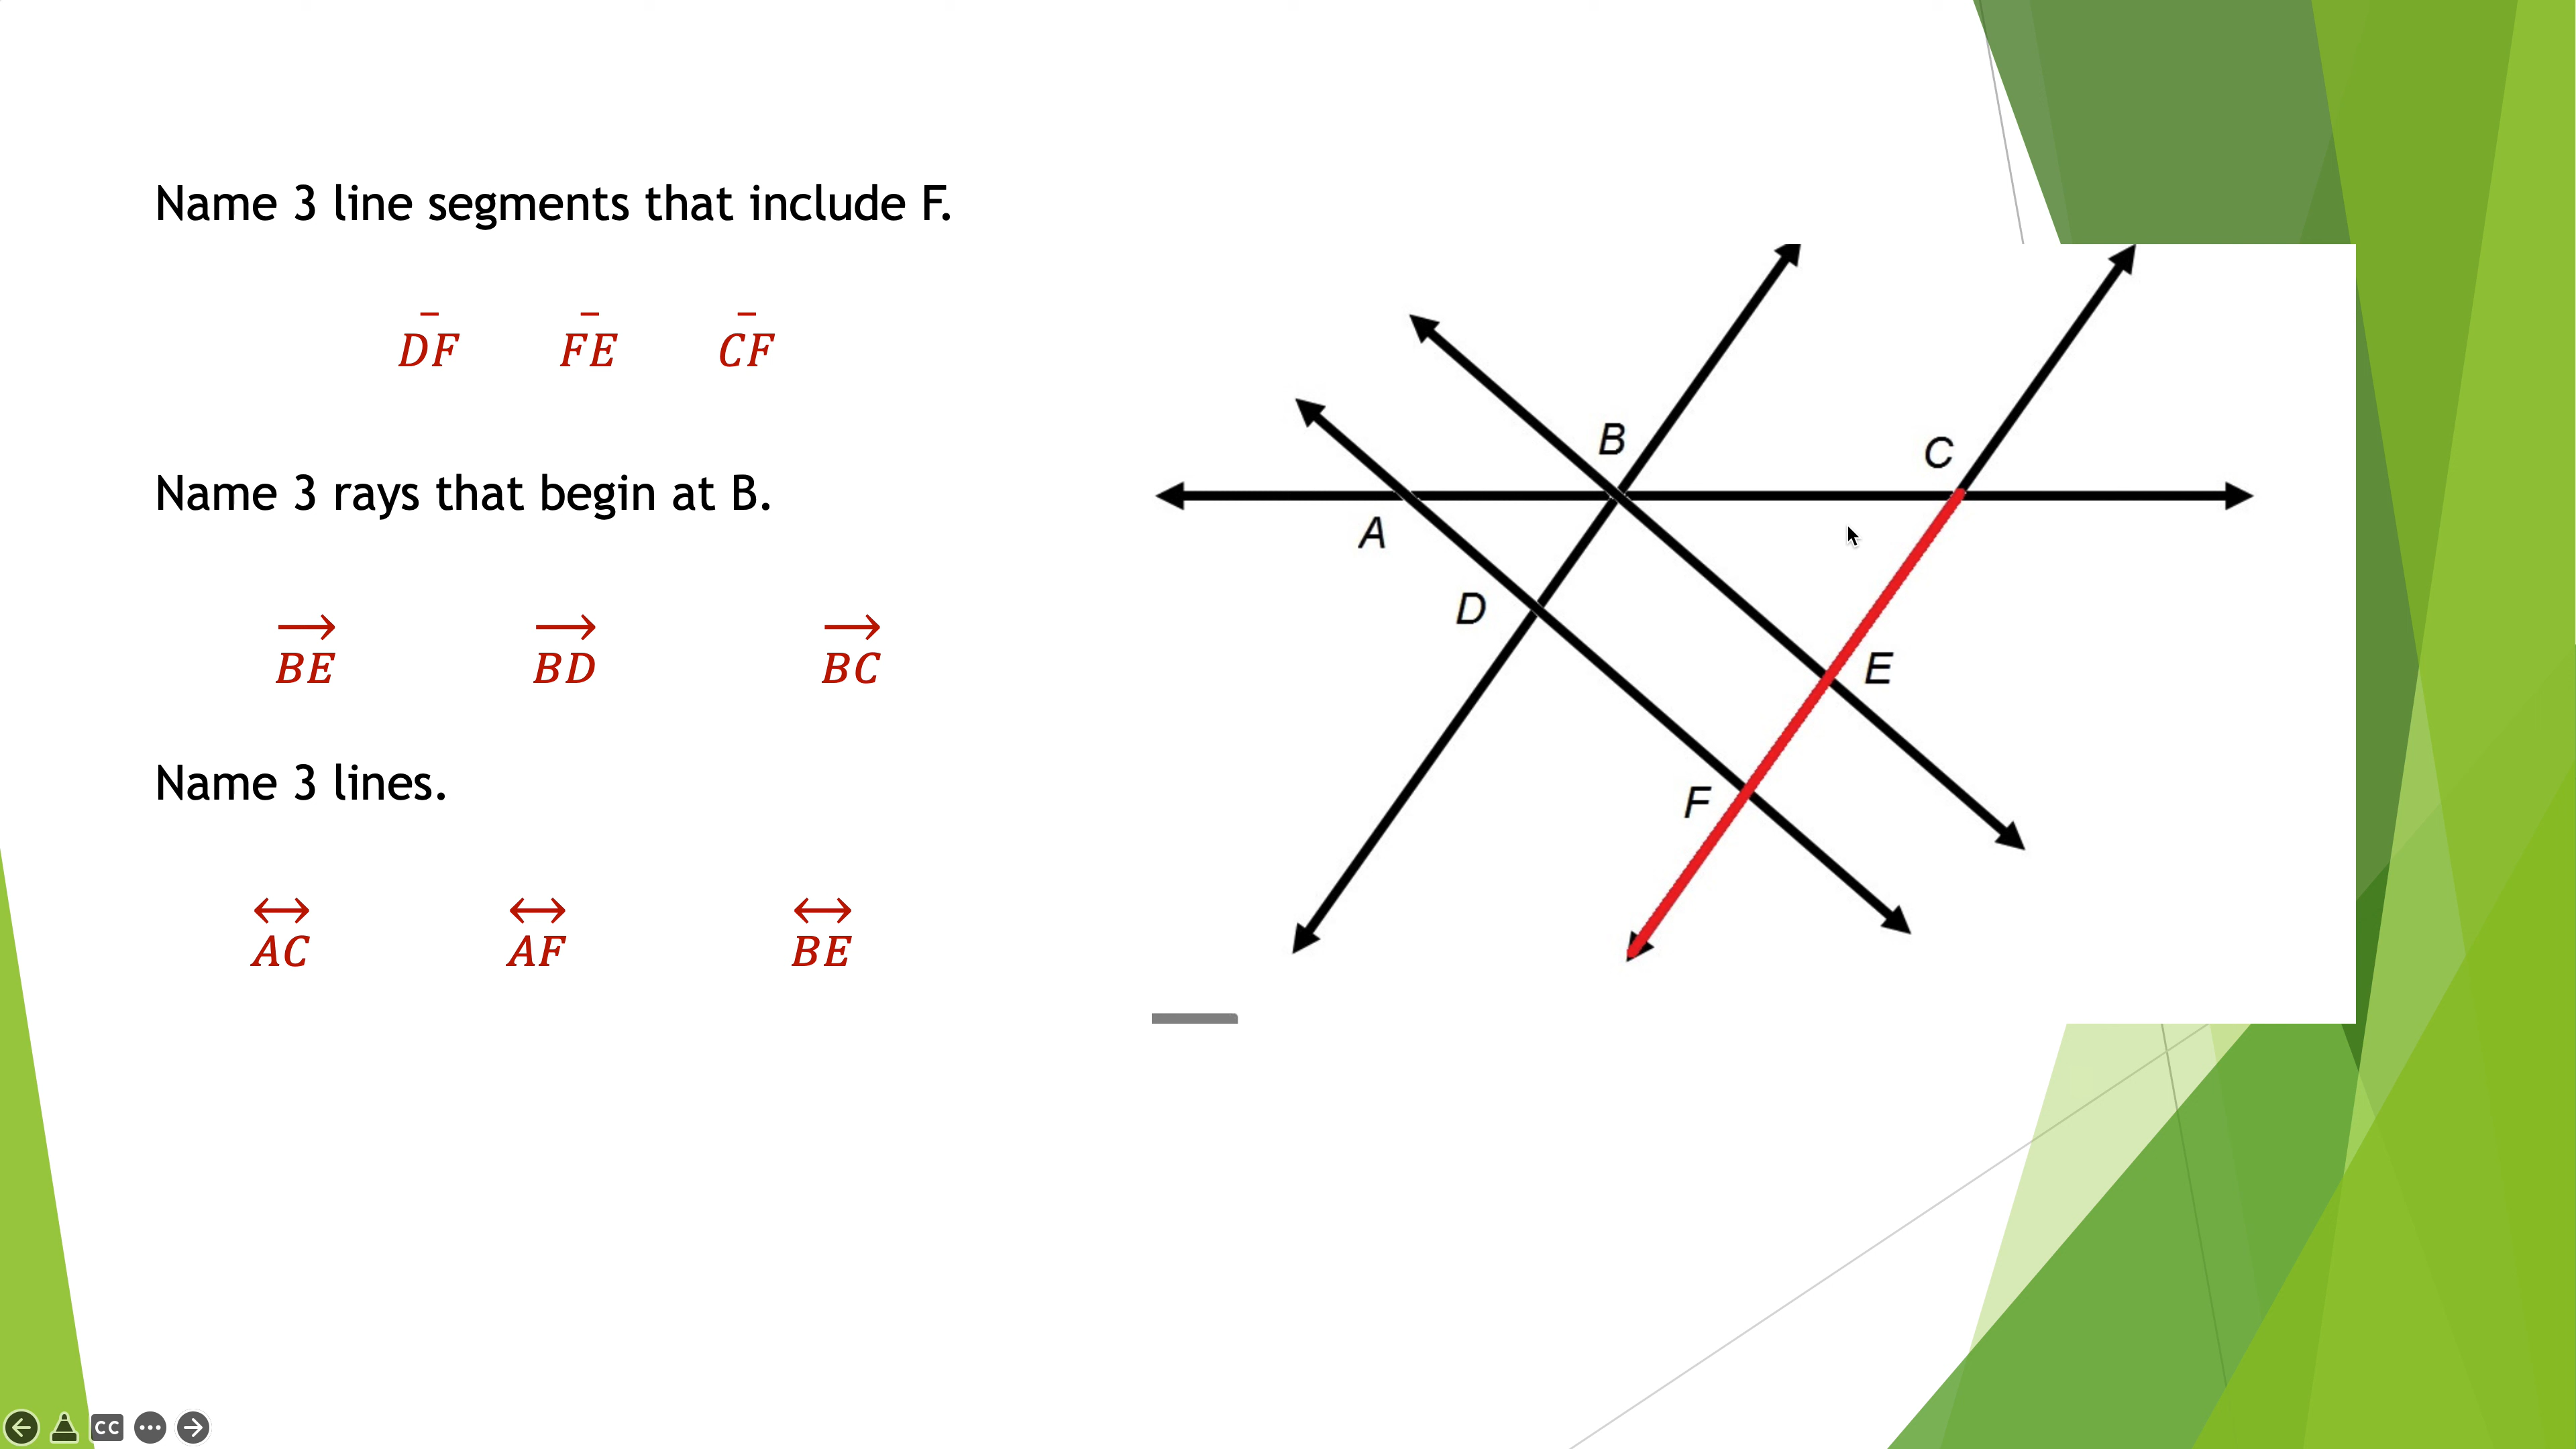 Name 3 line segments that include F.
DF FE CF
Name 3 rays that begin at B.
BE BD BC
Name 3 lines.
AC AF BE
B
C
A
D
E
F
CC